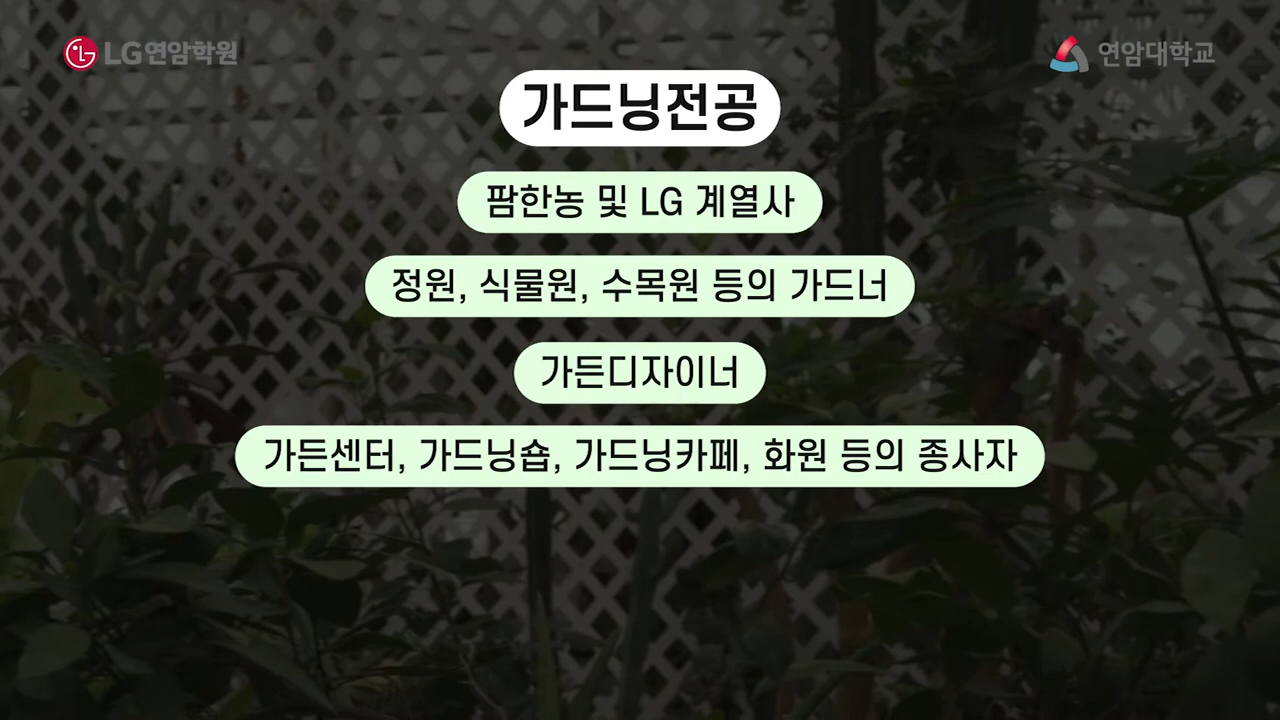 LG연암학원
연암대학교
가드닝전공
팜한농 및 LG 계열사
정원, 식물원, 수목원 등의 가드너
가든디자이너
가든센터, 가드닝숍, 가드닝카페, 화원 등의 종사자